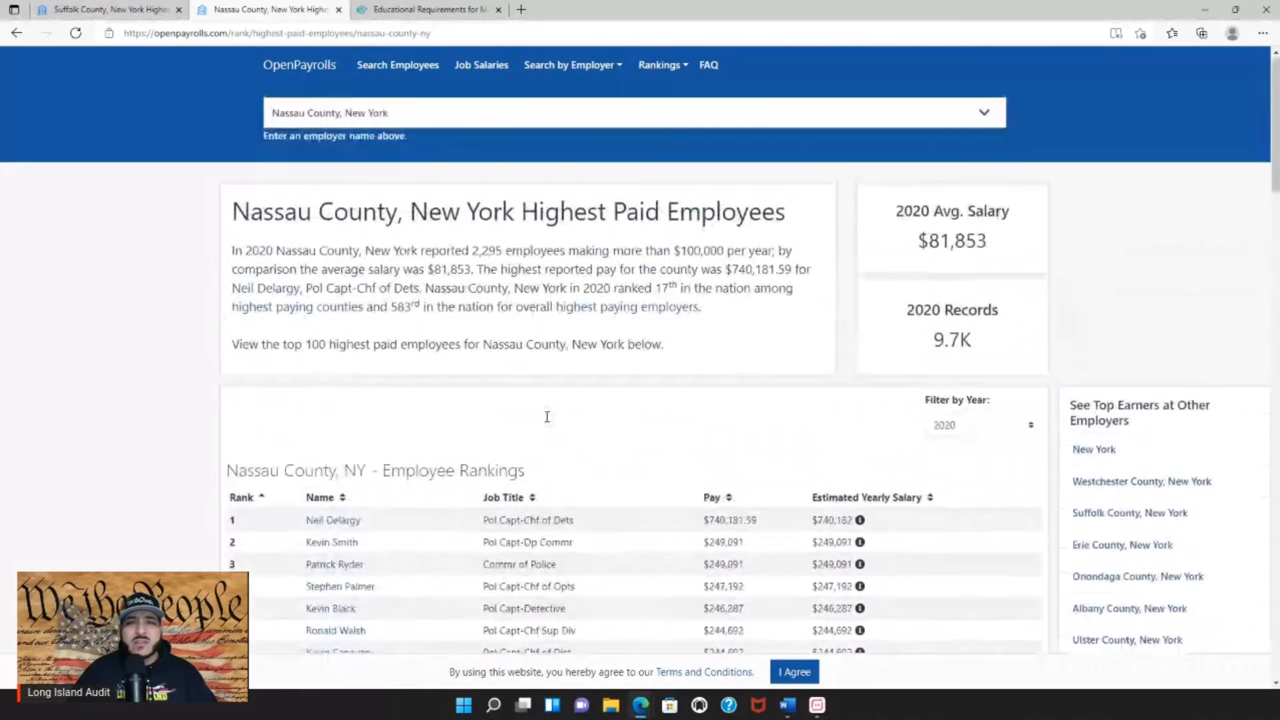 Suffolk County, New York Highe
Nassau County, New York Highe
Educational Requirements for M
https://openpayrolls.com/rank/highest-paid-employees/nassau-county-ny
OpenPayrolls
Search Employees
Job Salaries
Search by Employer
Rankings
FAQ
Nassau County, New York
Enter an employer name above.
Nassau County, New York Highest Paid Employees
In 2020 Nassau County, New York reported 2,295 employees making more than $100,000 per year; by
comparison the average salary was $81,853. The highest reported pay for the county was $740,181.59 for
Neil Delargy, Pol Capt-Chf of Dets. Nassau County, New York in 2020 ranked 17th in the nation among
highest paying counties and 583rd in the nation for overall highest paying employers.
View the top 100 highest paid employees for Nassau County, New York below.
2020 Avg. Salary
$81,853
2020 Records
9.7K
Filter by Year:
2020
Nassau County, NY - Employee Rankings
Rank Name Job Title Pay Estimated Yearly Salary
1 Neil Delargy Pol Capt-Chf of Dets $740,181.59 $740,182
2 Kevin Smith Pol Capt-Dp Commr $249,091 $249,091
3 Patrick Ryder Commr of Police $249,091 $249,091
Stephen Palmer Pol Capt-Chf of Opts $247,192 $247,192
Kevin Black Pol Capt-Detective $246,287 $246,287
Ronald Walsh Pol Capt-Chf Sup Div $244,692 $244,692
See Top Earners at Other
Employers
New York
Westchester County, New York
Suffolk County, New York
Erie County, New York
Onondaga County, New York
Albany County, New York
Ulster County, New York
By using this website, you hereby agree to our Terms and Conditions.
I Agree
We the People
Long Island Audit